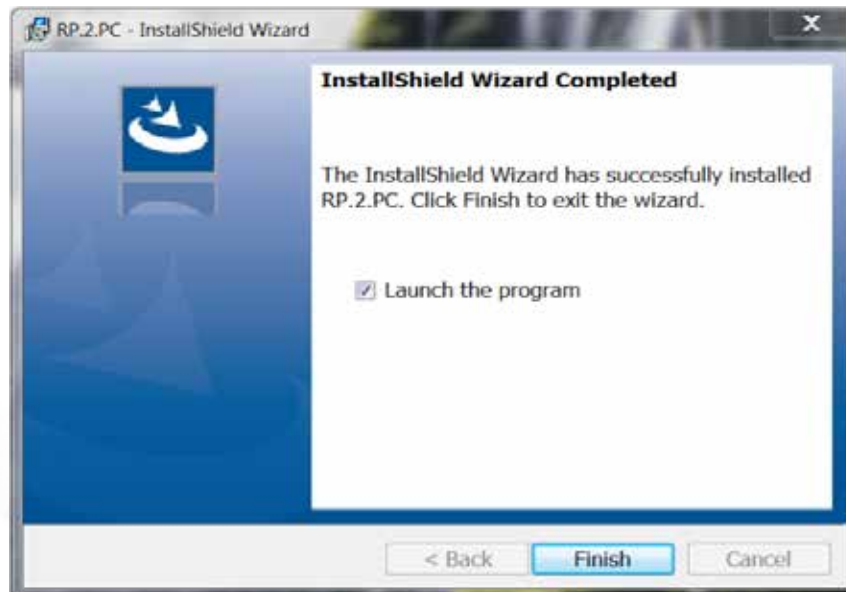 RP.2.PC - InstallShield Wizard
X
InstallShield Wizard Completed
The InstallShield Wizard has successfully installed
RP.2.PC. Click Finish to exit the wizard.
Launch the program
< Back
Finish
Cancel